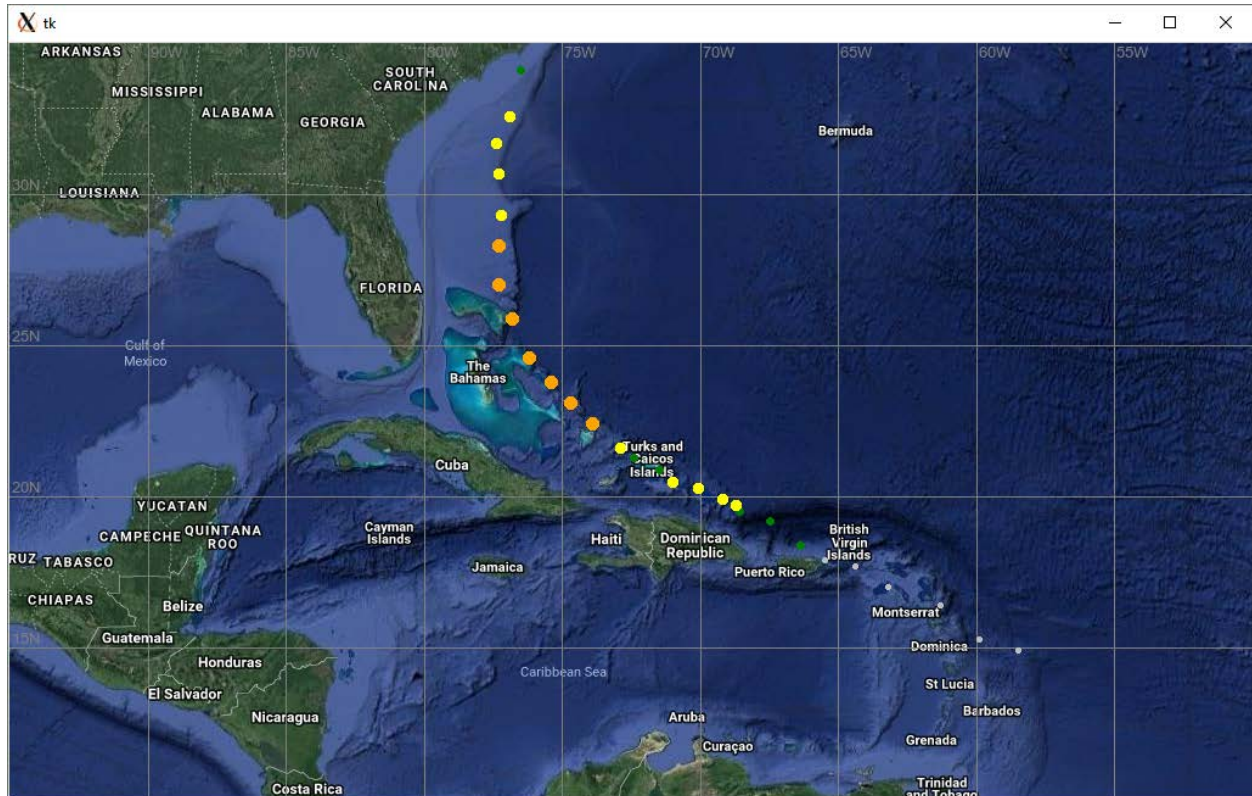 tk
90W
80W
75W
70W
65W
60W
55W
ARKANSAS
MISSISSIPPI
ALABAMA
GEORGIA
SOUTH
CAROLINA
Bermuda
30N
LOUISIANA
FLORIDA
25N
Gulf of
Mexico
The
Bahamas
Turks and
Caicos
Islands
Cuba
20N
YUCATAN
CAMPECHE
QUINTANA
ROO
Cayman
Islands
Haiti
Dominican
Republic
British
Virgin
Islands
RUZ
TABASCO
Jamaica
Puerto Rico
CHIAPAS
Belize
Montserrat
Guatemala
15N
Dominica
Honduras
Caribbean Sea
El Salvador
St Lucia
Nicaragua
Aruba
Barbados
Curaçao
Grenada
Costa Rica
Trinidad
and Tobago
85W